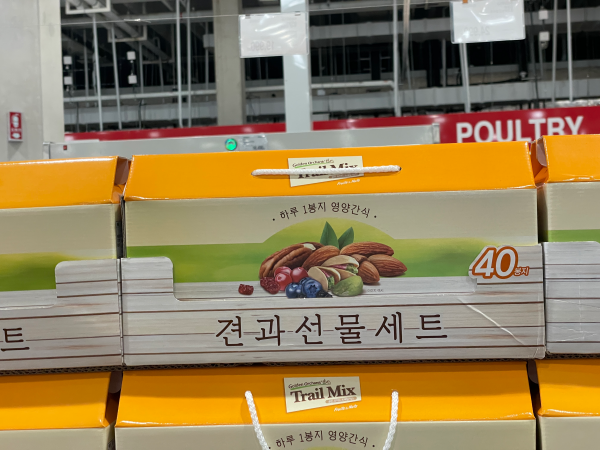 POULTRY
Trail Mix
· 하루 1봉지 영양간식 ·
40봉지
견과선물세트
트
Trail Mix
· 하루 1봉지 영양간식 ·